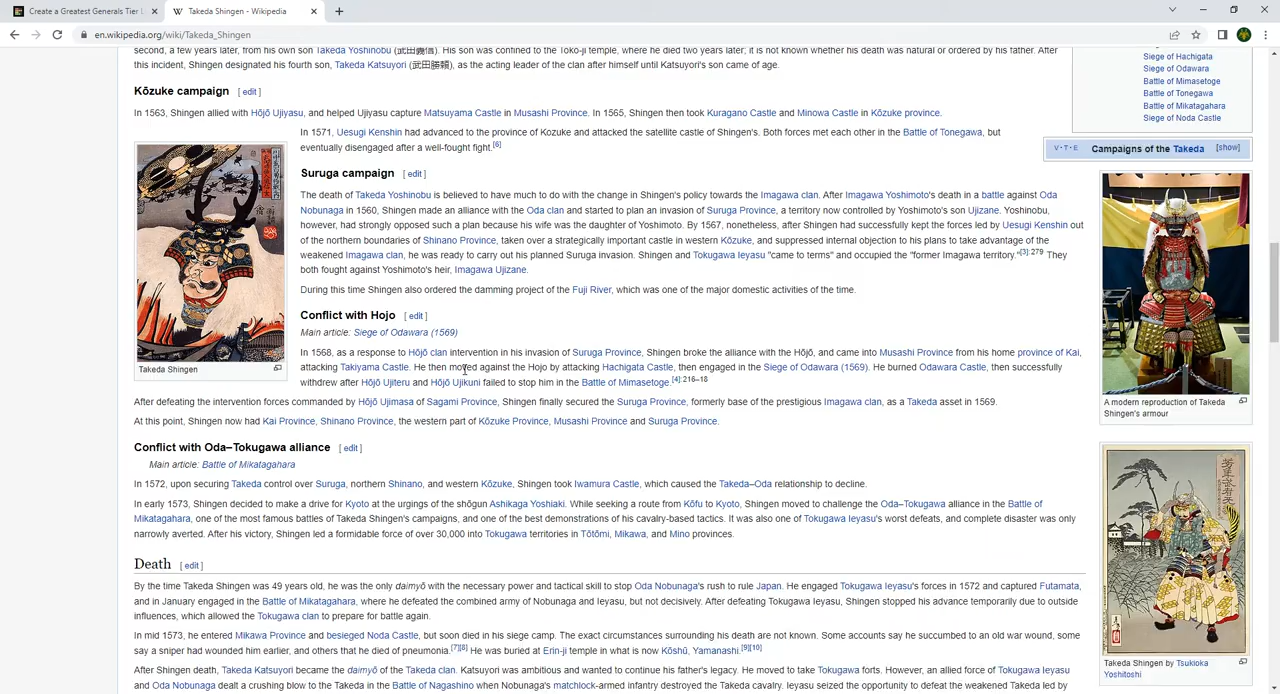 Create a Greatest Generals Tier L
Takeda Shingen - Wikipedia
en.wikipedia.org/wiki/Takeda_Shingen
second, a few years later, from his own son Takeda Yoshinobu (武田義信). His son was confined to the Tōkō-ji temple, where he died two years later; it is not known whether his death was natural or ordered by his father. After
this incident, Shingen designated his fourth son, Takeda Katsuyori (武田勝頼), as the acting leader of the clan after himself until Katsuyori's son came of age.
Kōzuke campaign [ edit ]
In 1563, Shingen allied with Hōjō Ujiyasu, and helped Ujiyasu capture Matsuyama Castle in Musashi Province. In 1565, Shingen then took Kuragano Castle and Minowa Castle in Kōzuke province.
In 1571, Uesugi Kenshin had advanced to the province of Kozuke and attacked the satellite castle of Shingen's. Both forces met each other in the Battle of Tonegawa, but
eventually disengaged after a well-fought fight.[6]
Suruga campaign [ edit ]
The death of Takeda Yoshinobu is believed to have much to do with the change in Shingen's policy towards the Imagawa clan. After Imagawa Yoshimoto's death in a battle against Oda
Nobunaga in 1560, Shingen made an alliance with the Oda clan and started to plan an invasion of Suruga Province, a territory now controlled by Yoshimoto's son Ujizane. Yoshinobu,
however, had strongly opposed such a plan because his wife was the daughter of Yoshimoto. By 1567, nonetheless, after Shingen had successfully kept the forces led by Uesugi Kenshin out
of the northern boundaries of Shinano Province, taken over a strategically important castle in western Kōzuke, and suppressed internal objection to his plans to take advantage of the
weakened Imagawa clan, he was ready to carry out his planned Suruga invasion. Shingen and Tokugawa Ieyasu "came to terms" and occupied the "former Imagawa territory."[3]: 279 They
both fought against Yoshimoto's heir, Imagawa Ujizane.
During this time Shingen also ordered the damming project of the Fuji River, which was one of the major domestic activities of the time.
Takeda Shingen
Conflict with Hojo [ edit ]
Main article: Siege of Odawara (1569)
In 1568, as a response to Hōjō clan intervention in his invasion of Suruga Province, Shingen broke the alliance with the Hōjō, and came into Musashi Province from his home province of Kai,
attacking Takiyama Castle. He then moved against the Hojo by attacking Hachigata Castle, then engaged in the Siege of Odawara (1569). He burned Odawara Castle, then successfully
withdrew after Hōjō Ujiteru and Hōjō Ujikuni failed to stop him in the Battle of Mimasetoge.[4]: 216–18
After defeating the intervention forces commanded by Hōjō Ujimasa of Sagami Province, Shingen finally secured the Suruga Province, formerly base of the prestigious Imagawa clan, as a Takeda asset in 1569.
At this point, Shingen now had Kai Province, Shinano Province, the western part of Kōzuke Province, Musashi Province and Suruga Province.
Conflict with Oda–Tokugawa alliance [ edit ]
Main article: Battle of Mikatagahara
In 1572, upon securing Takeda control over Suruga, northern Shinano, and western Kōzuke, Shingen took Iwamura Castle, which caused the Takeda–Oda relationship to decline.
In early 1573, Shingen decided to make a drive for Kyoto at the urgings of the shōgun Ashikaga Yoshiaki. While seeking a route from Kōfu to Kyoto, Shingen moved to challenge the Oda–Tokugawa alliance in the Battle of
Mikatagahara, one of the most famous battles of Takeda Shingen's campaigns, and one of the best demonstrations of his cavalry-based tactics. It was also one of Tokugawa Ieyasu's worst defeats, and complete disaster was only
narrowly averted. After his victory, Shingen led a formidable force of over 30,000 into Tokugawa territories in Tōtōmi, Mikawa, and Mino provinces.
Death [ edit ]
By the time Takeda Shingen was 49 years old, he was the only daimyō with the necessary power and tactical skill to stop Oda Nobunaga's rush to rule Japan. He engaged Tokugawa Ieyasu's forces in 1572 and captured Futamata,
and in January engaged in the Battle of Mikatagahara, where he defeated the combined army of Nobunaga and Ieyasu, but not decisively. After defeating Tokugawa Ieyasu, Shingen stopped his advance temporarily due to outside
influences, which allowed the Tokugawa clan to prepare for battle again.
In mid 1573, he entered Mikawa Province and besieged Noda Castle, but soon died in his siege camp. The exact circumstances surrounding his death are not known. Some accounts say he succumbed to an old war wound, some
say a sniper had wounded him earlier, and others that he died of pneumonia.[7][8] He was buried at Erin-ji temple in what is now Kōshū, Yamanashi.[9][10]
After Shingen death, Takeda Katsuyori became the daimyō of the Takeda clan. Katsuyori was ambitious and wanted to continue his father's legacy. He moved to take Tokugawa forts. However, an allied force of Tokugawa Ieyasu
and Oda Nobunaga dealt a crushing blow to the Takeda in the Battle of Nagashino when Nobunaga's matchlock-armed infantry destroyed the Takeda cavalry. Ieyasu seized the opportunity to defeat the weakened Takeda led by
Siege of Hachigata
Siege of Odawara
Battle of Mimasetoge
Battle of Tonegawa
Battle of Mikatagahara
Siege of Noda Castle
V·T·E Campaigns of the Takeda [show]
A modern reproduction of Takeda
Shingen's armour
Takeda Shingen by Tsukioka
Yoshitoshi